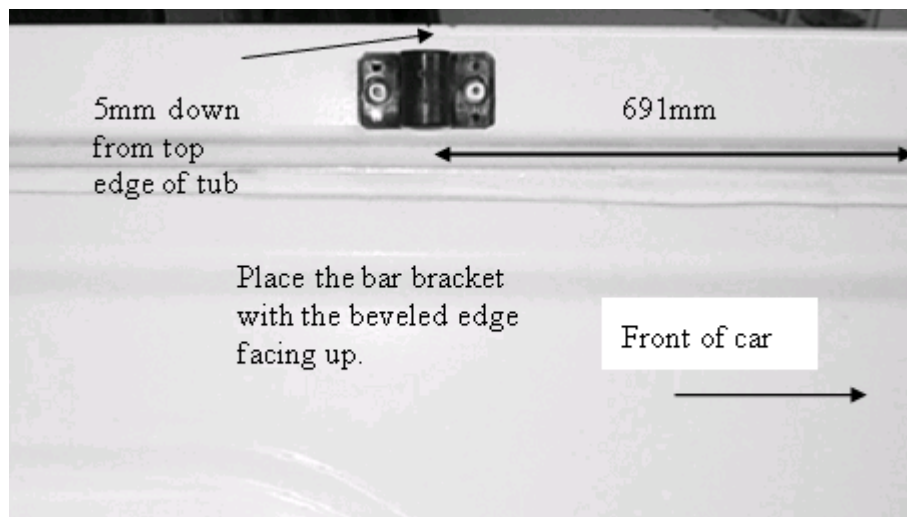 5mm down
from top
edge of tub
691mm
Place the bar bracket
with the beveled edge
facing up.
Front of car